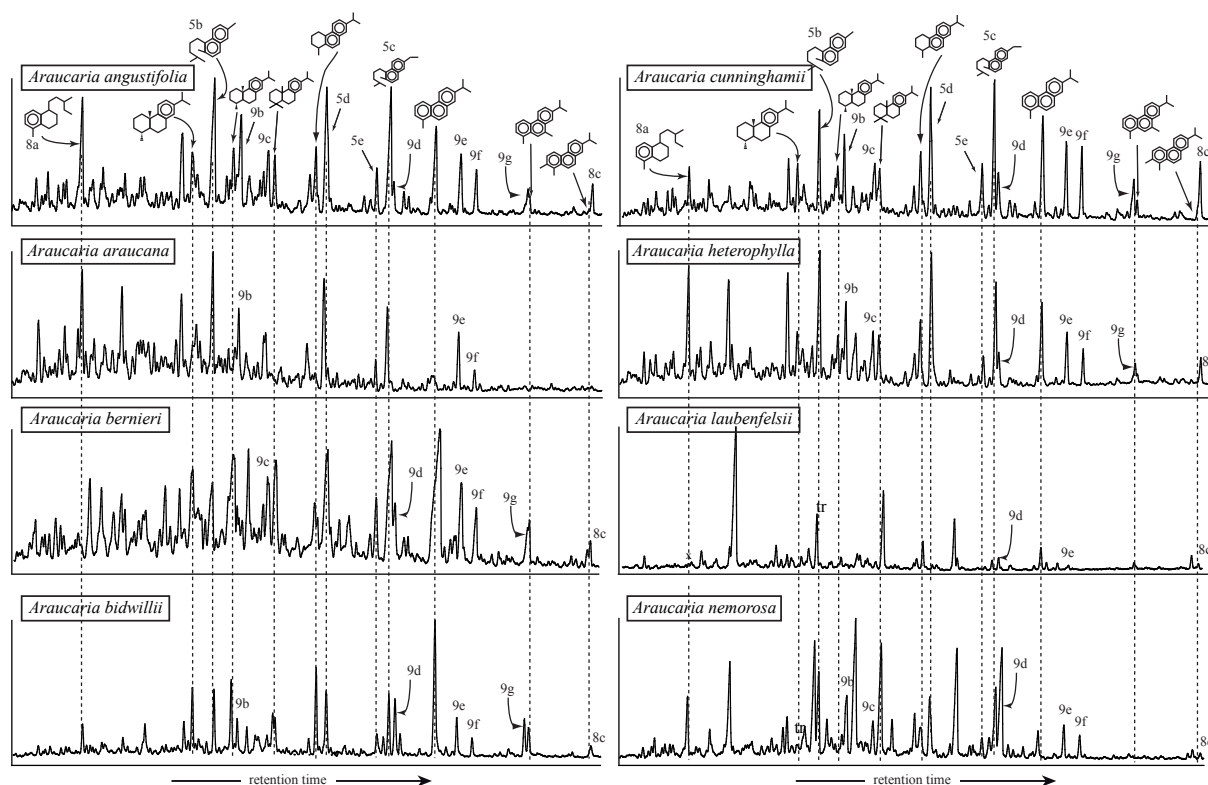 5b
5c
5d
Araucaria angustifolia
9b
9c
9d
9e
9f
9g
5e
8a
8c
Araucaria araucana
9b
9e
9f
Araucaria bernieri
9c
9d
9e
9f
9g
8c
Araucaria bidwillii
9b
9d
9e
9f
9g
8c
retention time
5b
5c
5d
Araucaria cunninghamii
9b
9c
9d
9e
9f
9g
5e
8a
8c
Araucaria heterophylla
9b
9c
9d
9e
9f
9g
Araucaria laubenfelsii
tr
x
9d
9e
Araucaria nemorosa
tr
9b
9c
9d
9e
9f
retention time